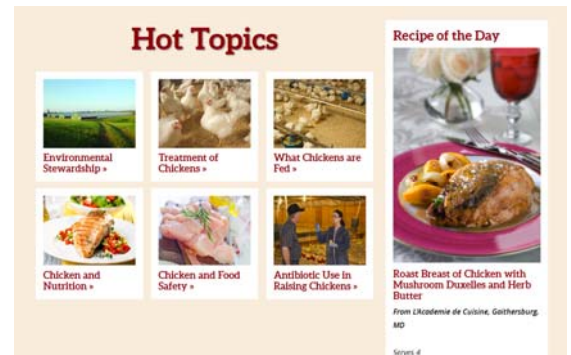 Hot Topics
Environmental
Stewardship »
Treatment of
Chickens »
What Chickens are
Fed »
Chicken and
Nutrition »
Chicken and Food
Safety »
Antibiotic Use in
Raising Chickens »
Recipe of the Day
Roast Breast of Chicken with
Mushroom Duxelles and Herb
Butter
From L'Academie de Cuisine, Gaithersburg,
MD
Serves 4